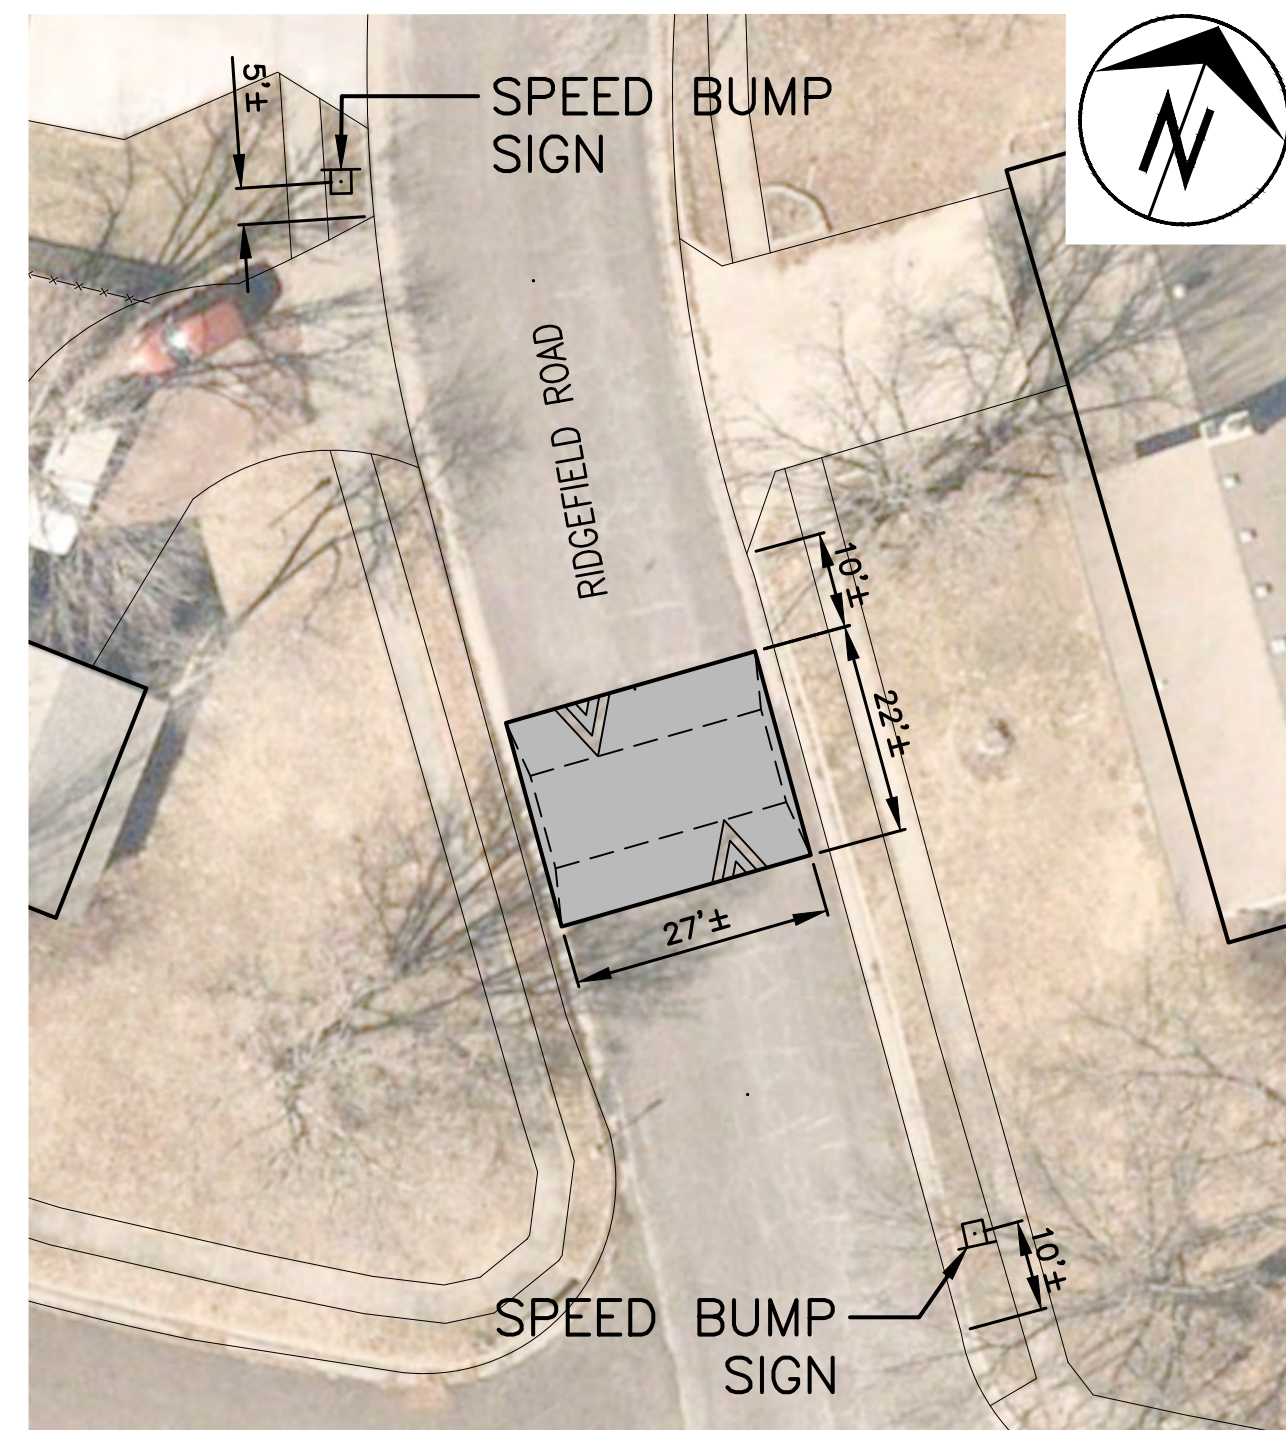 5'±
SPEED BUMP
SIGN
N
RIDGEFIELD ROAD
10'±
22'±
27'±
10'±
SPEED BUMP
SIGN